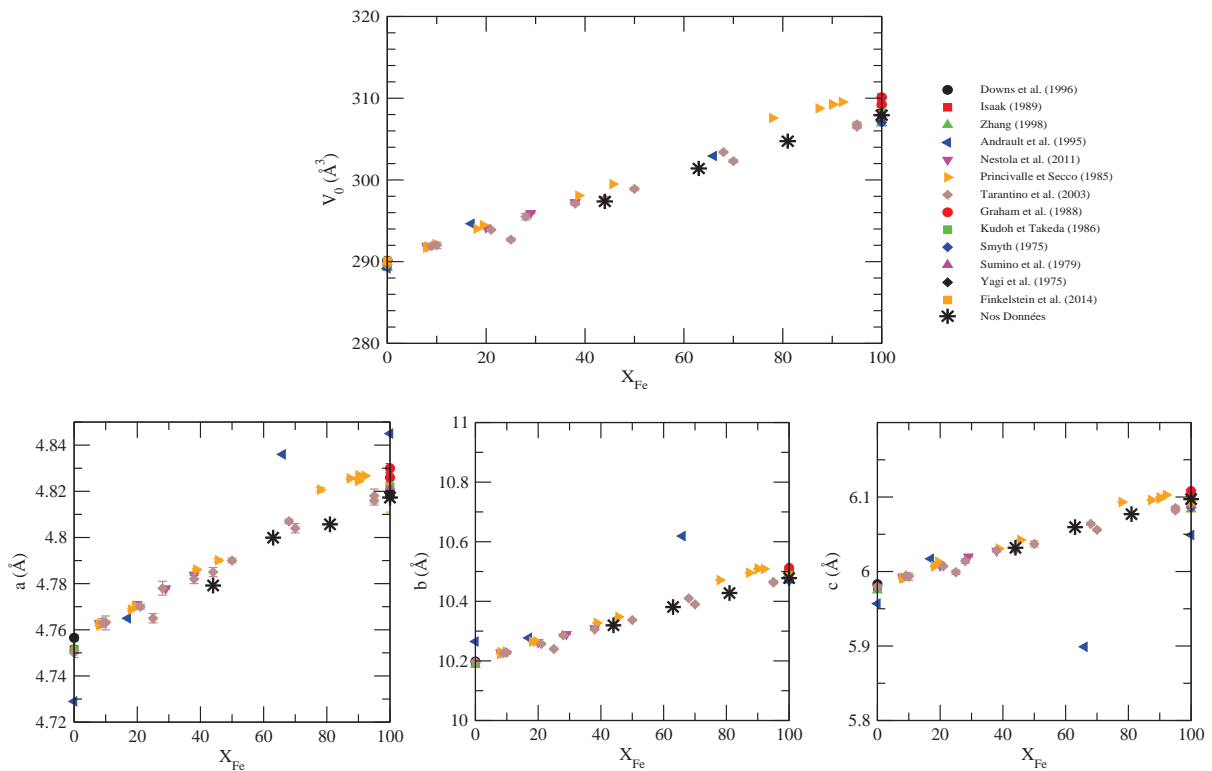 320
310
300
290
280
V0 (Å3)
0 20 40 60 80 100
XFe
Downs et al. (1996)
Isaak (1989)
Zhang (1998)
Andrault et al. (1995)
Nestola et al. (2011)
Princivalle et Secco (1985)
Tarantino et al. (2003)
Graham et al. (1988)
Kudoh et Takeda (1986)
Smyth (1975)
Sumino et al. (1979)
Yagi et al. (1975)
Finkelstein et al. (2014)
Nos Données
4.84
4.82
4.8
4.78
4.76
4.74
4.72
a (Å)
0 20 40 60 80 100
XFe
11
10.8
10.6
10.4
10.2
10
b (Å)
0 20 40 60 80 100
XFe
6.1
6
5.9
5.8
c (Å)
0 20 40 60 80 100
XFe